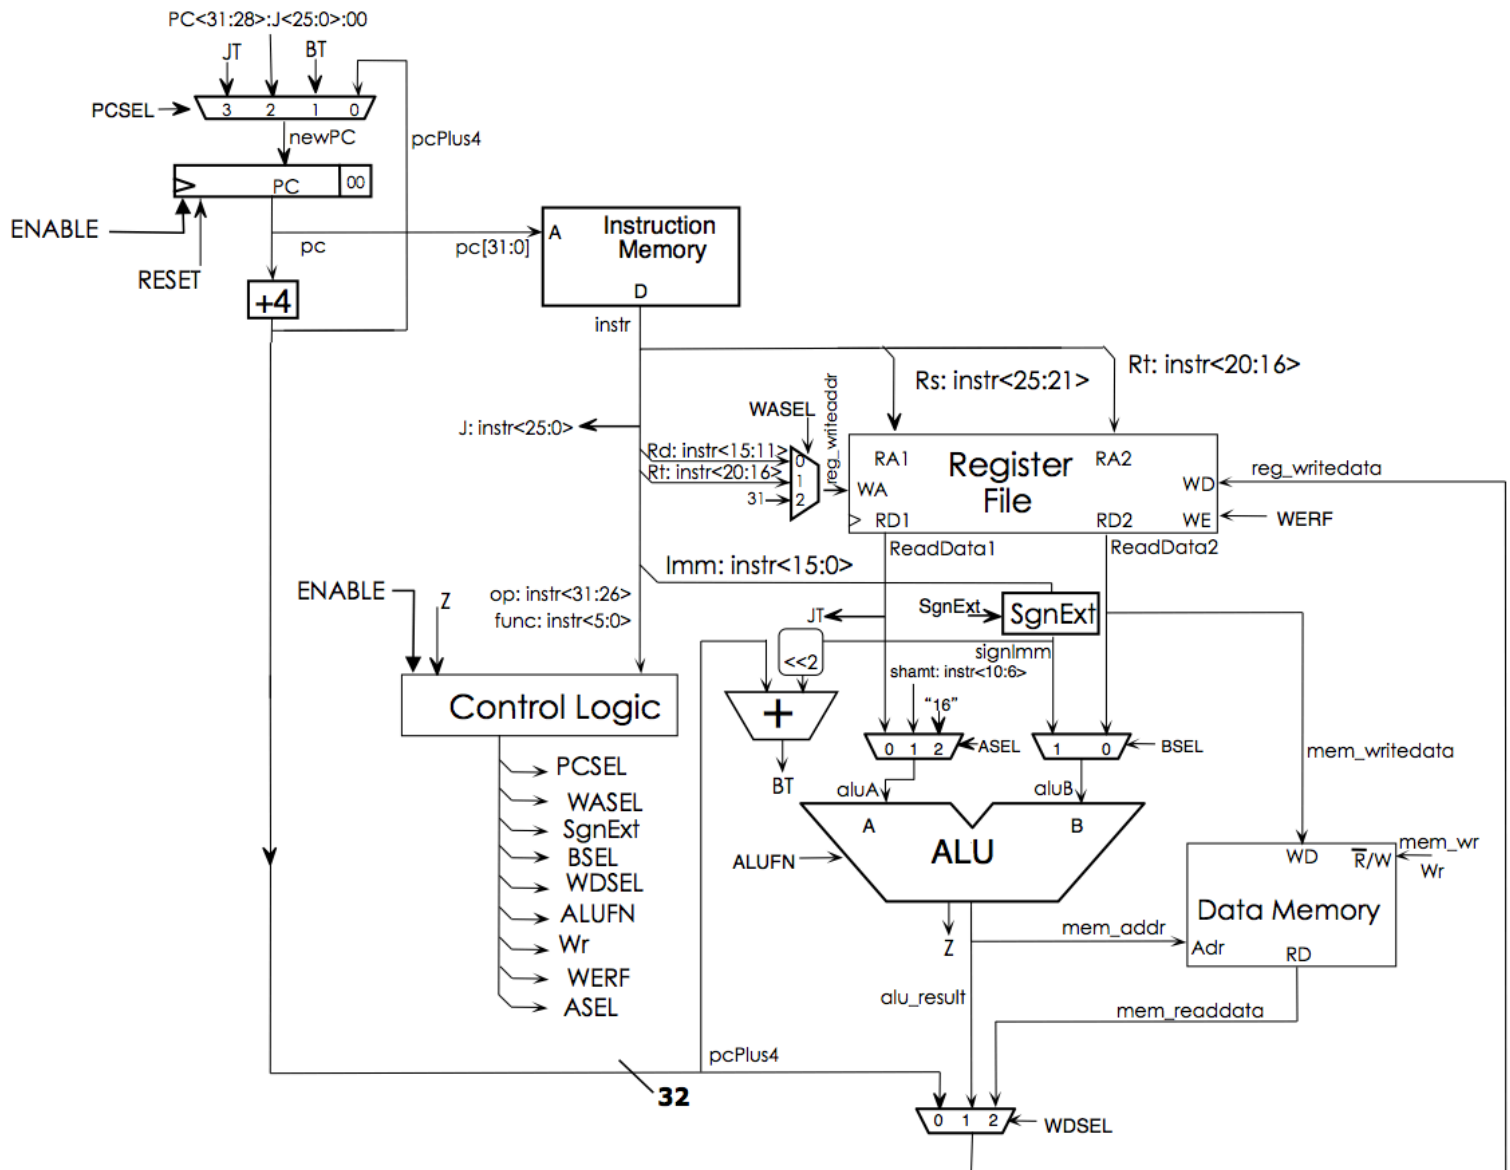 PC<31:28>:J<25:0>:00
JT
BT
PCSEL
3 2 1 0
newPC
pcPlus4
PC
00
ENABLE
pc
pc[31:0]
RESET
+4
A
Instruction
Memory
D
instr
Rs: instr<25:21>
Rt: instr<20:16>
J: instr<25:0>
WASEL
reg_writeaddr
Rd: instr<15:11>
Rt: instr<20:16>
31
0
1
2
RA1
RA2
Register
File
WA
WD
reg_writedata
RD1
RD2
WE
WERF
ReadData1
ReadData2
Imm: instr<15:0>
ENABLE
Z
op: instr<31:26>
func: instr<5:0>
JT
SgnExt
SgnExt
<<2
signImm
shamt: instr<10:6>
"16"
Control Logic
+
BT
0 1 2
ASEL
1 0
BSEL
mem_writedata
aluA
aluB
A
B
ALU
ALUFN
PCSEL
WASEL
SgnExt
BSEL
WDSEL
ALUFN
Wr
WERF
ASEL
WD
R/W
mem_wr
Wr
Data Memory
Adr
RD
Z
mem_addr
alu_result
mem_readdata
pcPlus4
32
0 1 2
WDSEL